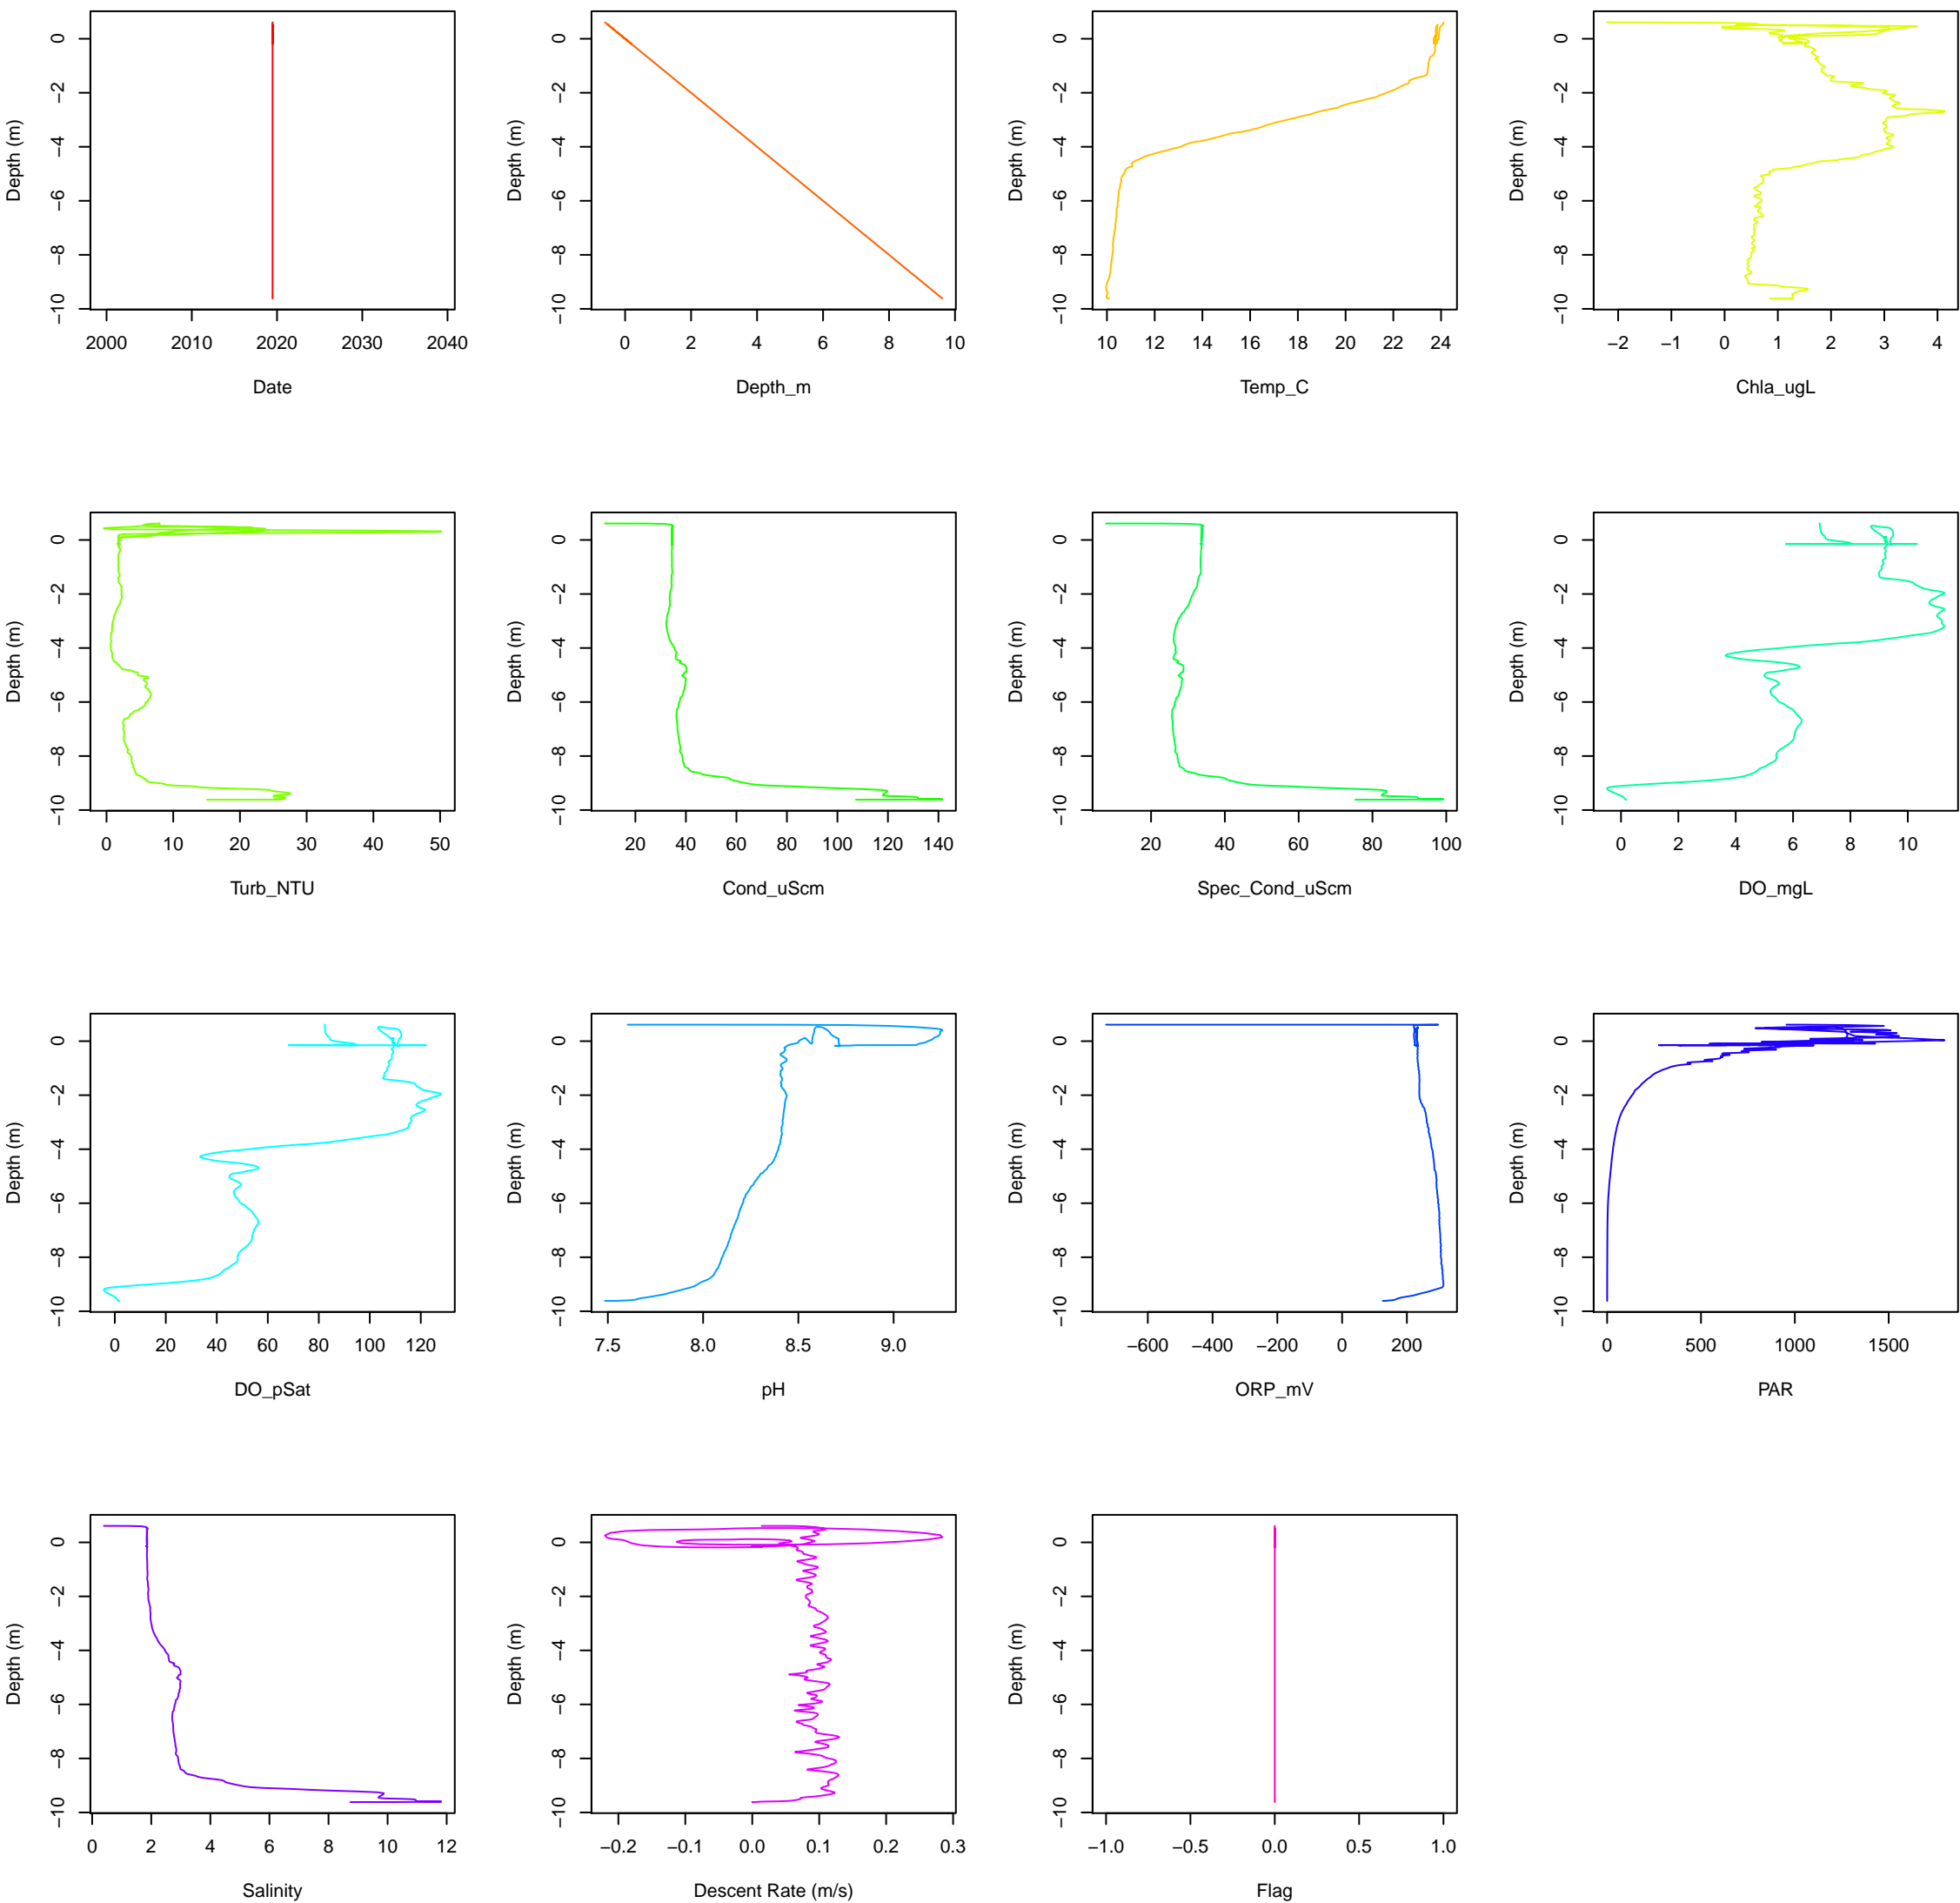 Depth (m)
0
−2
−4
−6
−8
−10
2000 2010 2020 2030 2040
Date
Depth (m)
0
−2
−4
−6
−8
−10
0 2 4 6 8 10
Depth_m
Depth (m)
0
−2
−4
−6
−8
−10
10 12 14 16 18 20 22 24
Temp_C
Depth (m)
0
−2
−4
−6
−8
−10
−2 −1 0 1 2 3 4
Chla_ugL
Depth (m)
0
−2
−4
−6
−8
−10
0 10 20 30 40 50
Turb_NTU
Depth (m)
0
−2
−4
−6
−8
−10
20 40 60 80 100 120 140
Cond_uScm
Depth (m)
0
−2
−4
−6
−8
−10
20 40 60 80 100
Spec_Cond_uScm
Depth (m)
0
−2
−4
−6
−8
−10
0 2 4 6 8 10
DO_mgL
Depth (m)
0
−2
−4
−6
−8
−10
0 20 40 60 80 100 120
DO_pSat
Depth (m)
0
−2
−4
−6
−8
−10
7.5 8.0 8.5 9.0
pH
Depth (m)
0
−2
−4
−6
−8
−10
−600 −400 −200 0 200
ORP_mV
Depth (m)
0
−2
−4
−6
−8
−10
0 500 1000 1500
PAR
Depth (m)
0
−2
−4
−6
−8
−10
0 2 4 6 8 10 12
Salinity
Depth (m)
0
−2
−4
−6
−8
−10
−0.2 −0.1 0.0 0.1 0.2 0.3
Descent Rate (m/s)
Depth (m)
0
−2
−4
−6
−8
−10
−1.0 −0.5 0.0 0.5 1.0
Flag